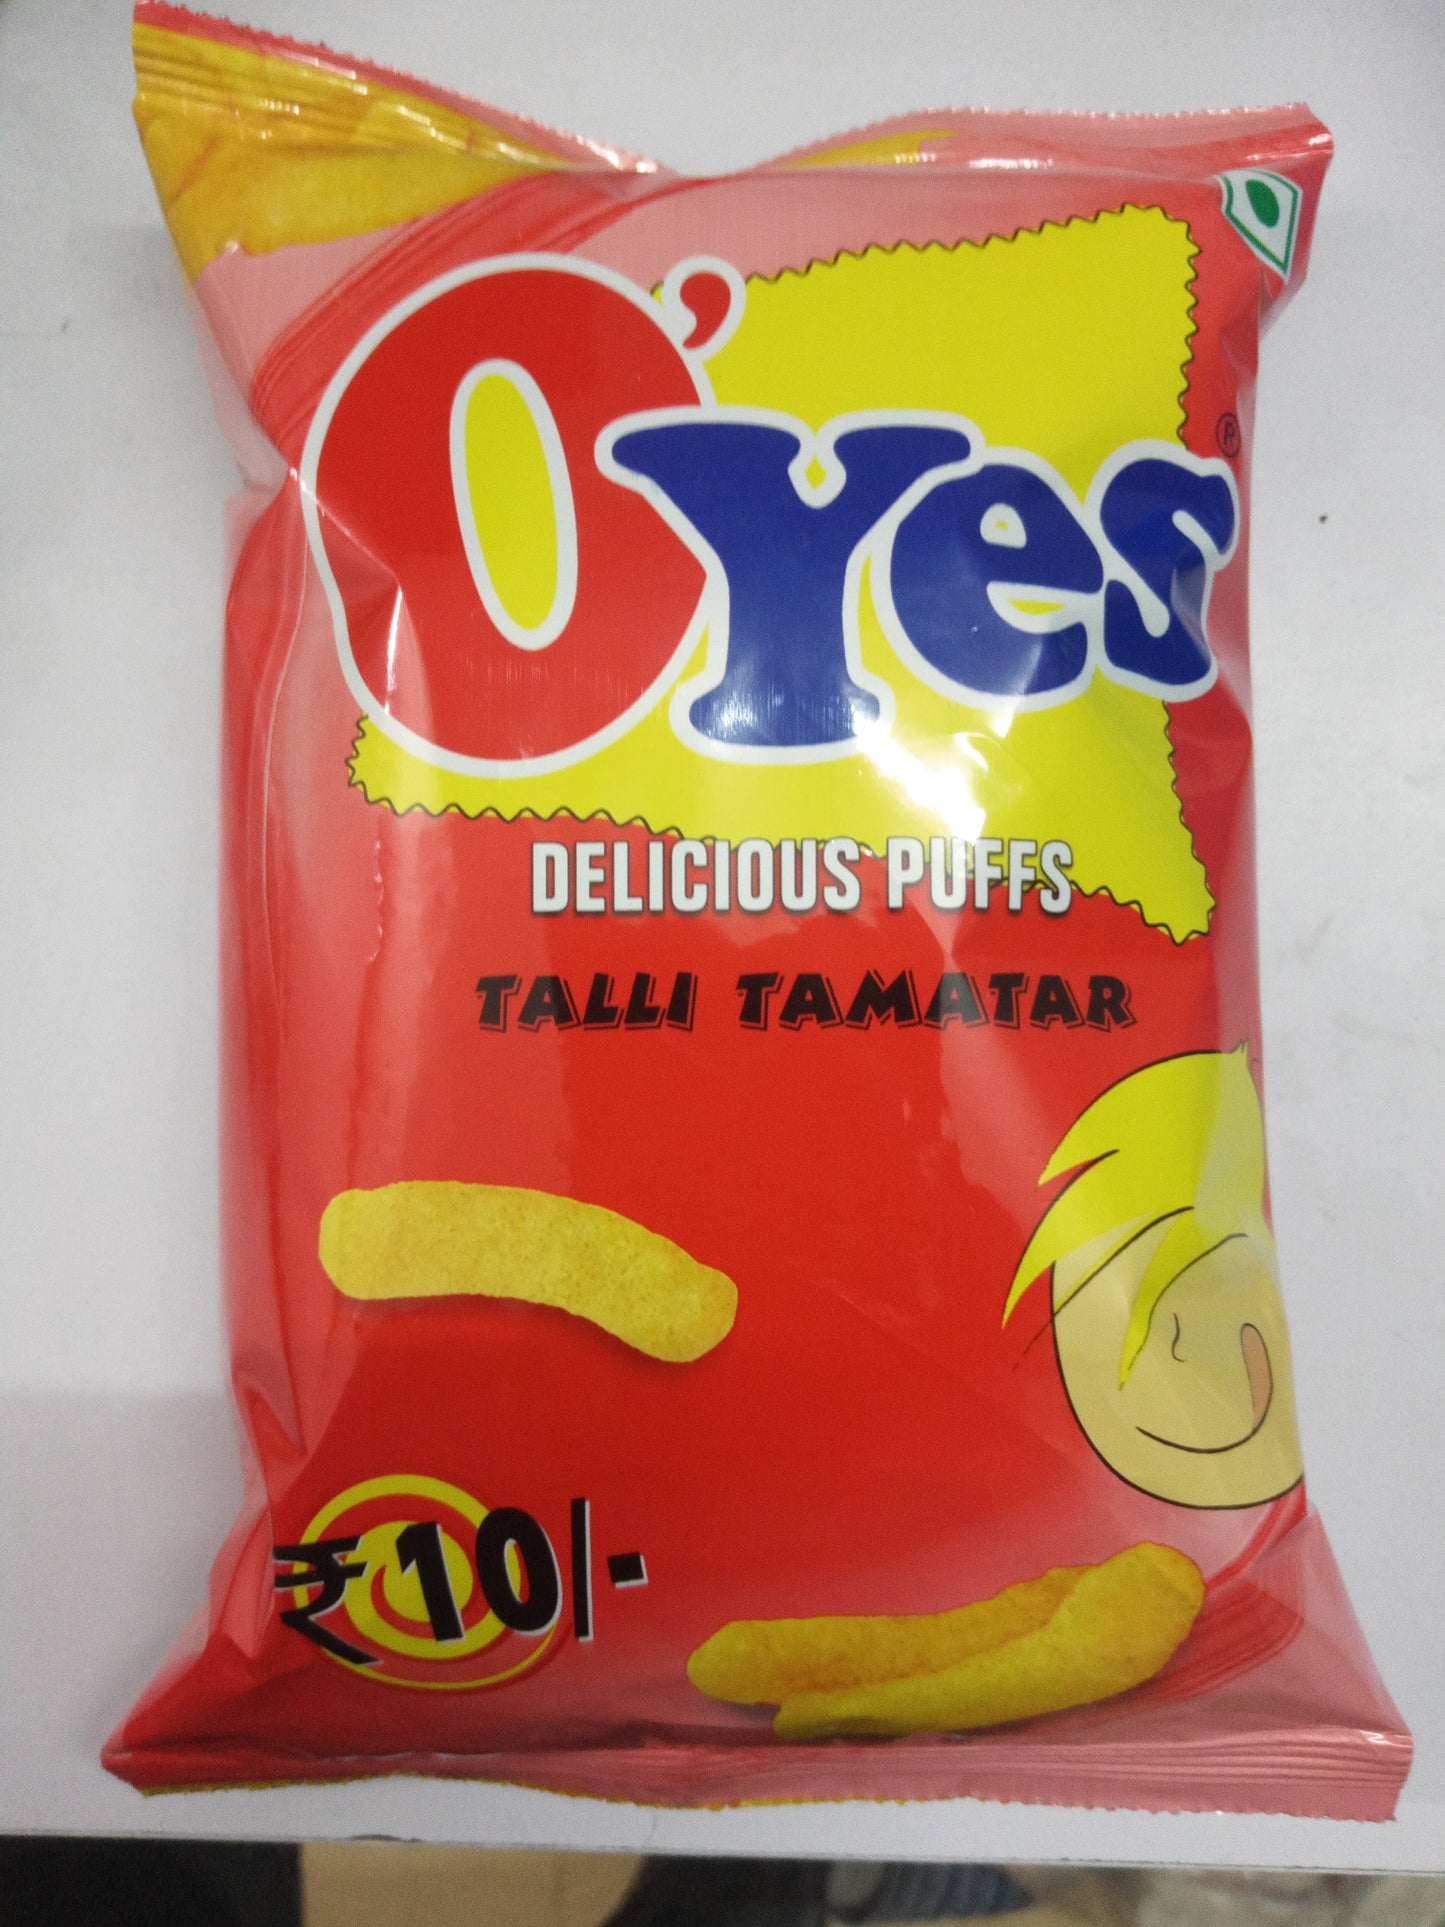 O'Yes ®
DELICIOUS PUFFS
TALLI TAMATAR
₹10/-